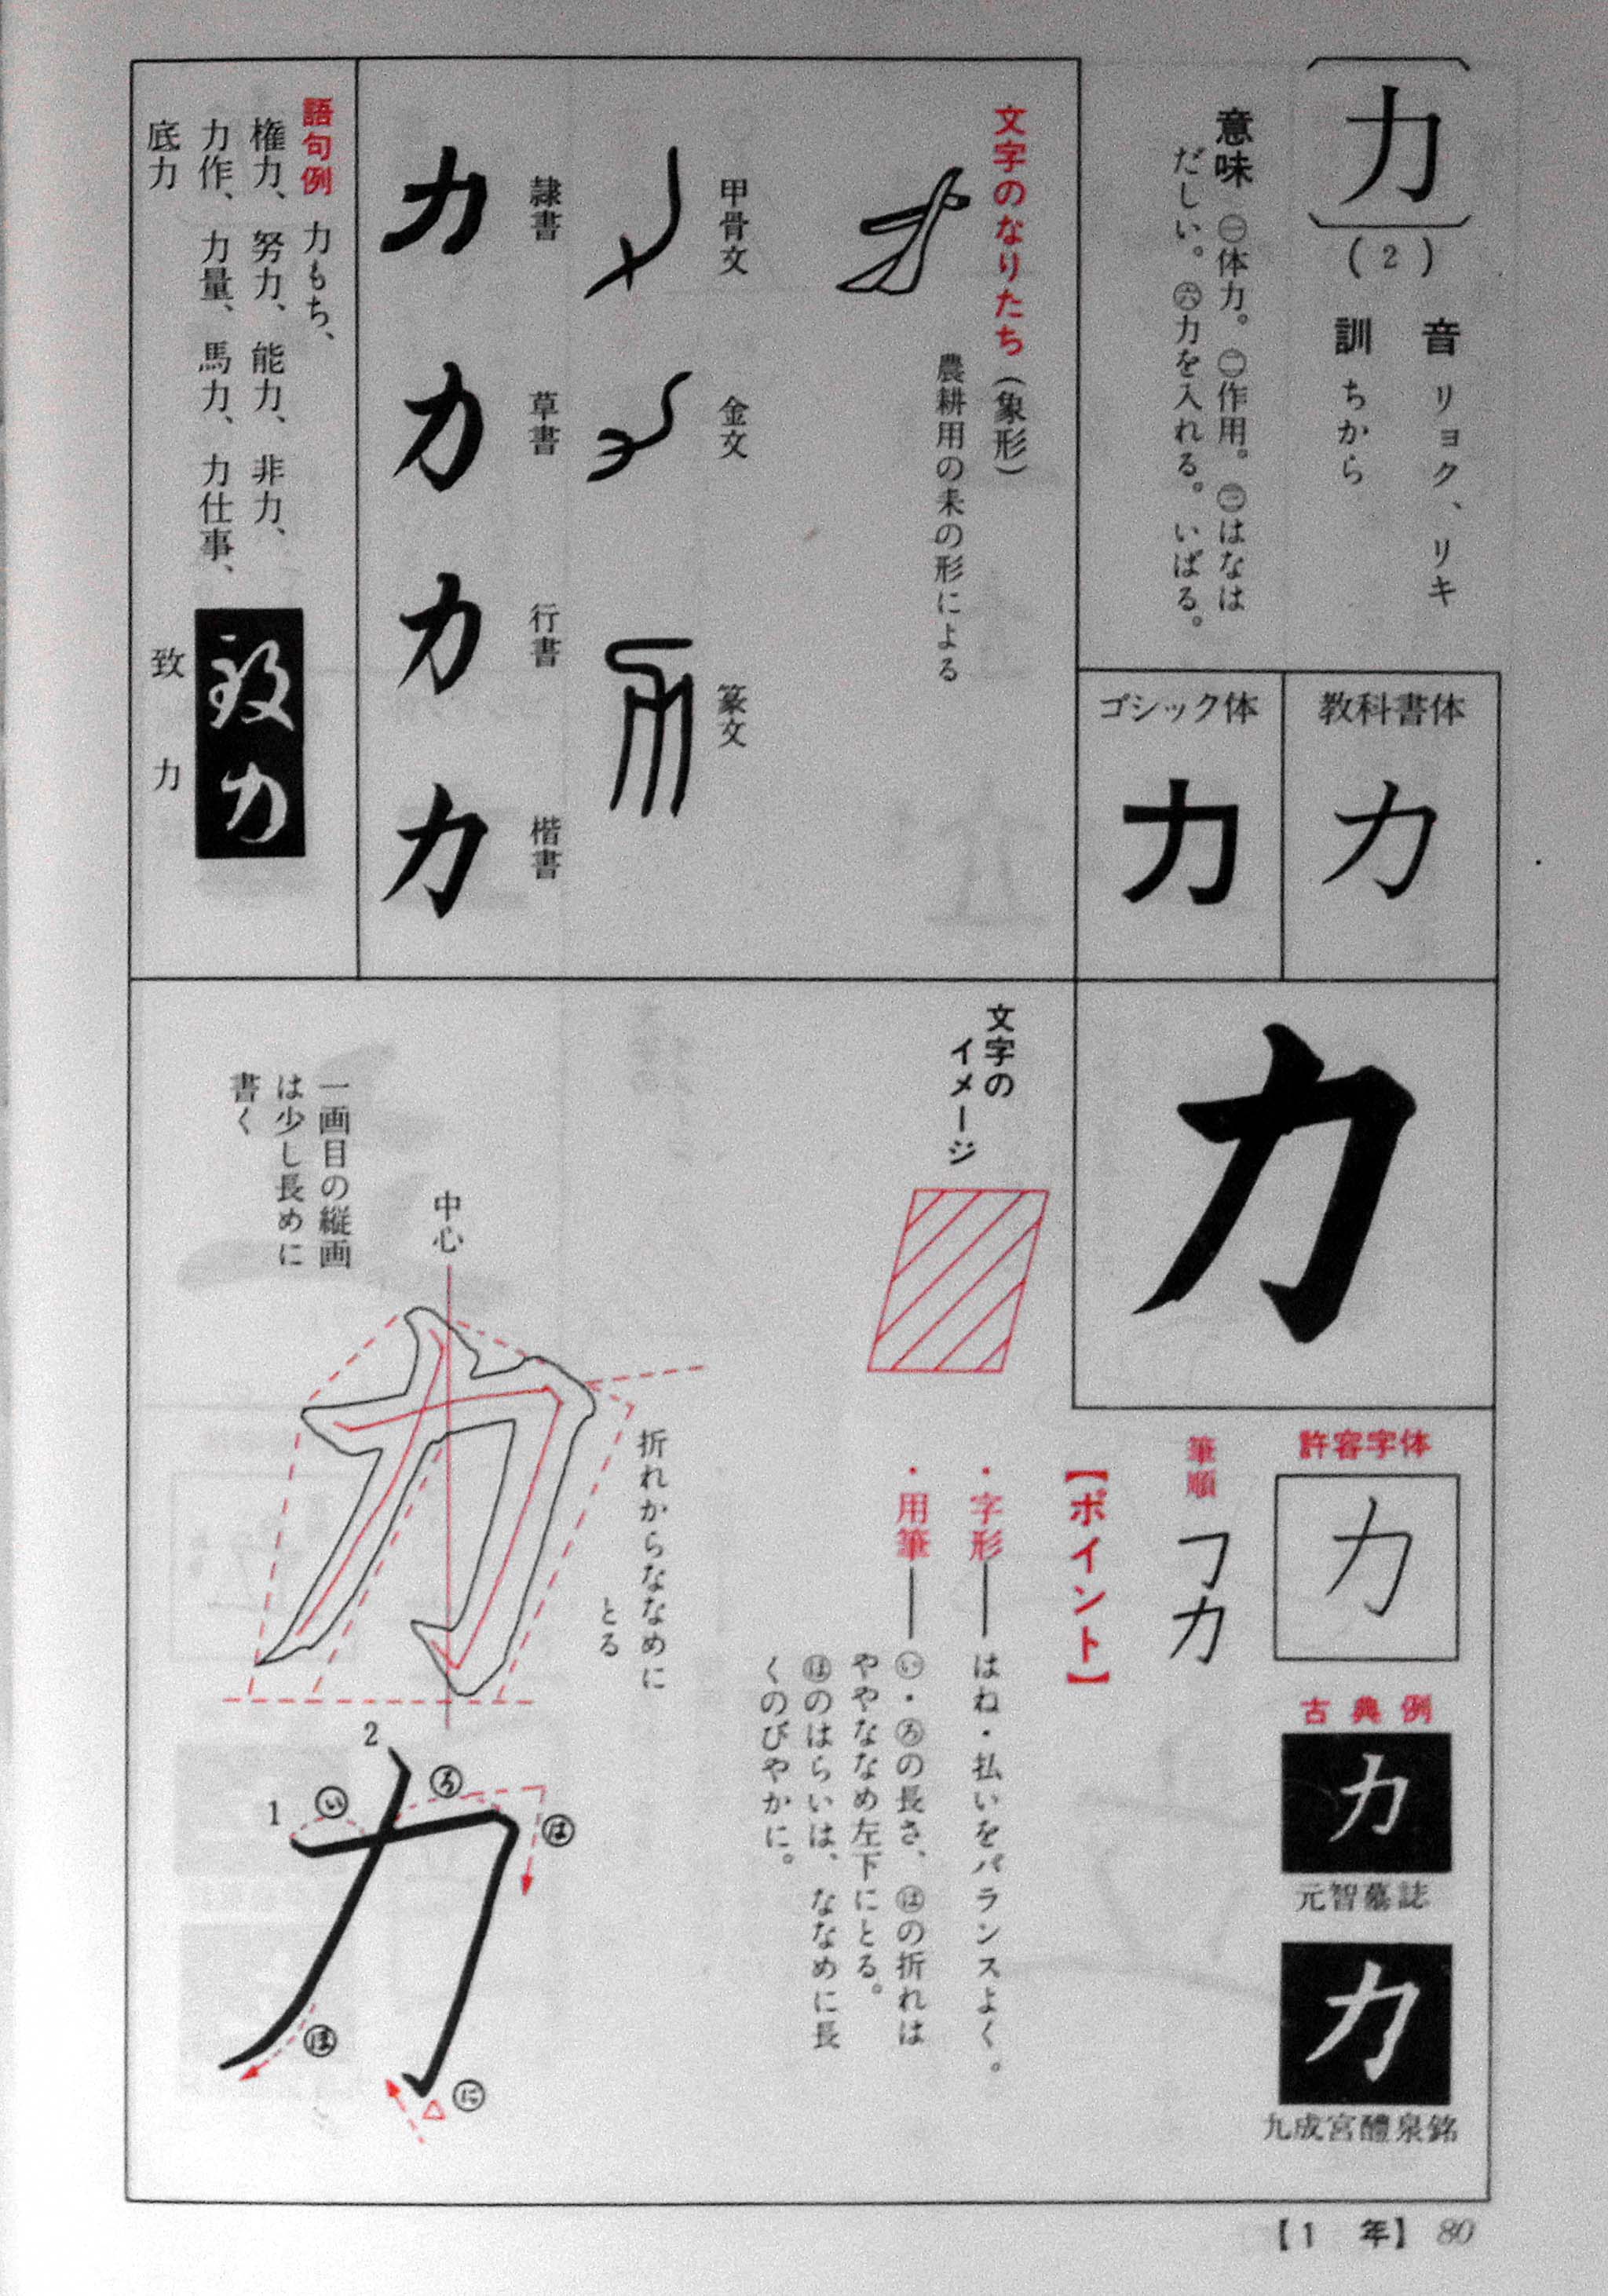 力
(2)
音 リョク、リキ
訓 ちから
意味 ㊀体力。㊁作用。㊂はなは
だしい。㊅力を入れる。いばる。
教科書体
力
ゴシック体
力
文字のなりたち(象形)
農耕用の耒の形による
甲骨文
金文
篆文
隷書
力
草書
力
行書
力
楷書
力
語句例 力もち、
権力、努力、能力、非力、
力作、力量、馬力、力仕事、
底力
致力
致力
力
許容字体
力
筆順
力
古典例
力
元智墓誌
力
九成宮醴泉銘
文字の
イメージ
【ポイント】
・字形── はね・払いをバランスよく。
・用筆── ㋑・㋺の長さ、㋩の折れは
ややななめ左下にとる。
㋭のはらいは、ななめに長
くのびやかに。
中心
一画目の縦画
は少し長めに
書く
折れからななめに
とる
1
2
い
ろ
は
に
ほ
【1 年】 80